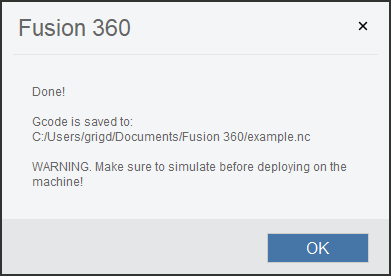 Fusion 360
Done!
Gcode is saved to:
C:/Users/grigd/Documents/Fusion 360/example.nc
WARNING. Make sure to simulate before deploying on the
machine!
OK